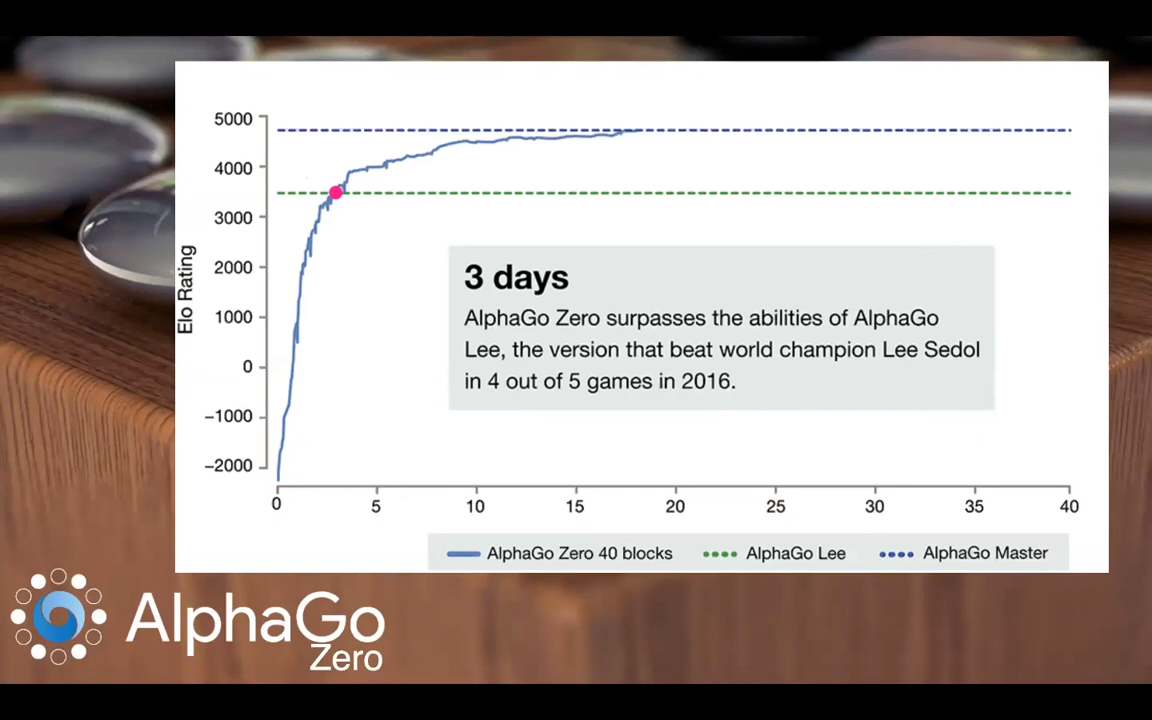 5000
4000
3000
2000
1000
0
−1000
−2000
Elo Rating
3 days
AlphaGo Zero surpasses the abilities of AlphaGo
Lee, the version that beat world champion Lee Sedol
in 4 out of 5 games in 2016.
0 5 10 15 20 25 30 35 40
AlphaGo Zero 40 blocks AlphaGo Lee AlphaGo Master
AlphaGo
Zero